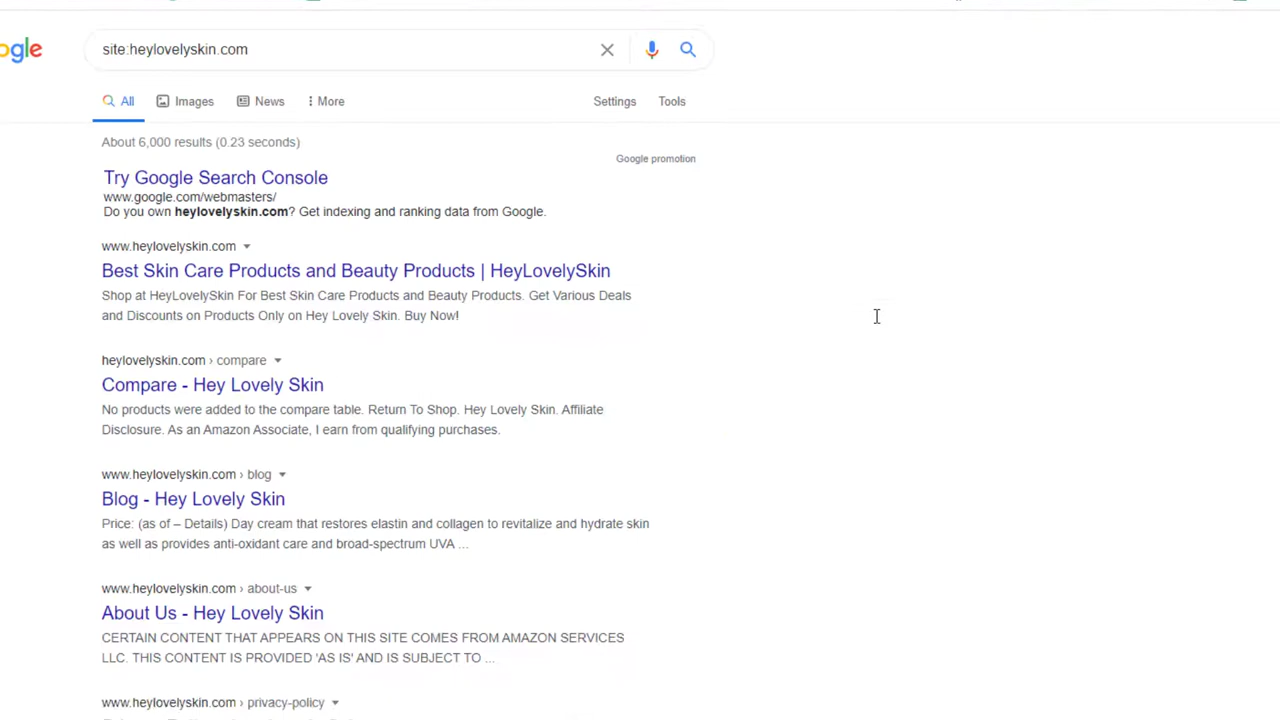 ogle
site:heylovelyskin.com
All Images News More Settings Tools
About 6,000 results (0.23 seconds)
Google promotion
Try Google Search Console
www.google.com/webmasters/
Do you own heylovelyskin.com? Get indexing and ranking data from Google.
www.heylovelyskin.com
Best Skin Care Products and Beauty Products | HeyLovelySkin
Shop at HeyLovelySkin For Best Skin Care Products and Beauty Products. Get Various Deals
and Discounts on Products Only on Hey Lovely Skin. Buy Now!
heylovelyskin.com › compare
Compare - Hey Lovely Skin
No products were added to the compare table. Return To Shop. Hey Lovely Skin. Affiliate
Disclosure. As an Amazon Associate, I earn from qualifying purchases.
www.heylovelyskin.com › blog
Blog - Hey Lovely Skin
Price: (as of – Details) Day cream that restores elastin and collagen to revitalize and hydrate skin
as well as provides anti-oxidant care and broad-spectrum UVA ...
www.heylovelyskin.com › about-us
About Us - Hey Lovely Skin
CERTAIN CONTENT THAT APPEARS ON THIS SITE COMES FROM AMAZON SERVICES
LLC. THIS CONTENT IS PROVIDED 'AS IS' AND IS SUBJECT TO ...
www.heylovelyskin.com › privacy-policy